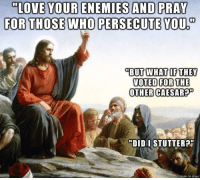 "LOVE YOUR ENEMIES AND PRAY
FOR THOSE WHO PERSECUTE YOU."
"BUT WHAT IF THEY
VOTED FOR THE
OTHER CAESAR?"
"DID I STUTTER?"